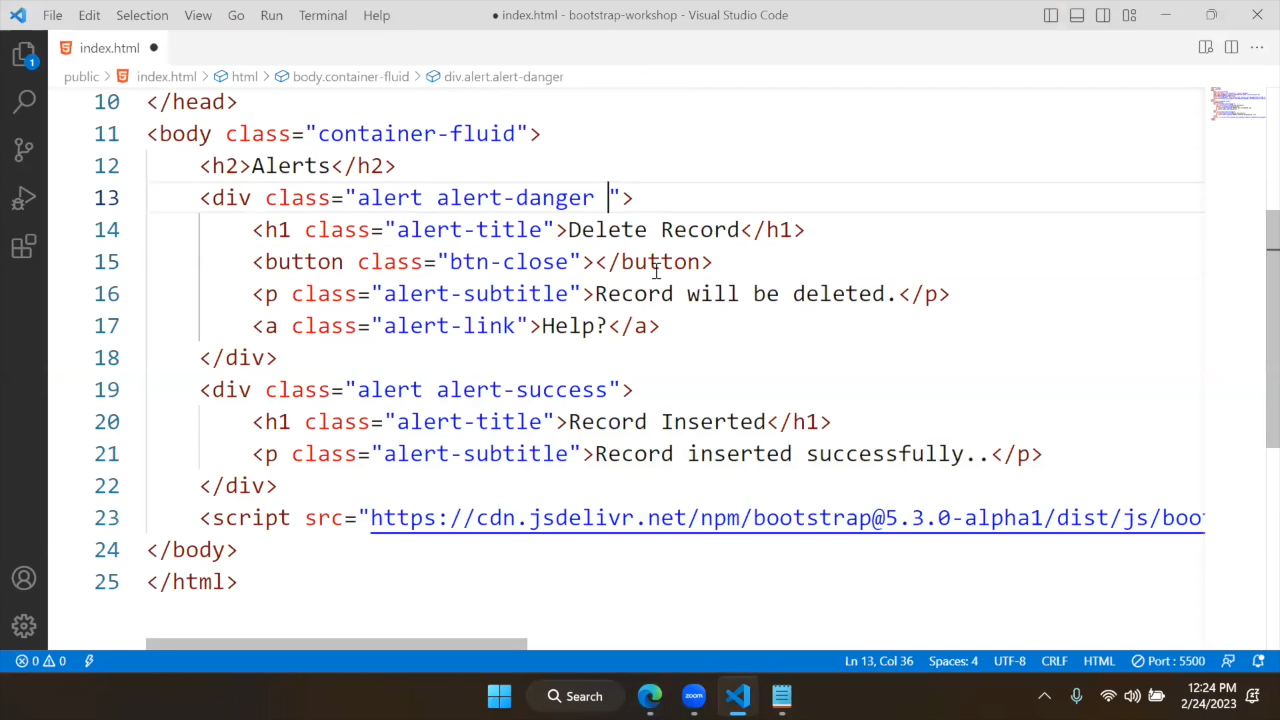 File Edit Selection View Go Run Terminal Help ● index.html - bootstrap-workshop - Visual Studio Code
index.html ●
public > index.html > html > body.container-fluid > div.alert.alert-danger
1
10 </head>
11 <body class="container-fluid">
12 <h2>Alerts</h2>
13 <div class="alert alert-danger ">
14 <h1 class="alert-title">Delete Record</h1>
15 <button class="btn-close"></button>
16 <p class="alert-subtitle">Record will be deleted.</p>
17 <a class="alert-link">Help?</a>
18 </div>
19 <div class="alert alert-success">
20 <h1 class="alert-title">Record Inserted</h1>
21 <p class="alert-subtitle">Record inserted successfully..</p>
22 </div>
23 <script src="https://cdn.jsdelivr.net/npm/bootstrap@5.3.0-alpha1/dist/js/boo
24 </body>
25 </html>
0 0 Ln 13, Col 36 Spaces: 4 UTF-8 CRLF HTML Port : 5500
Search zoom 12:24 PM
2/24/2023